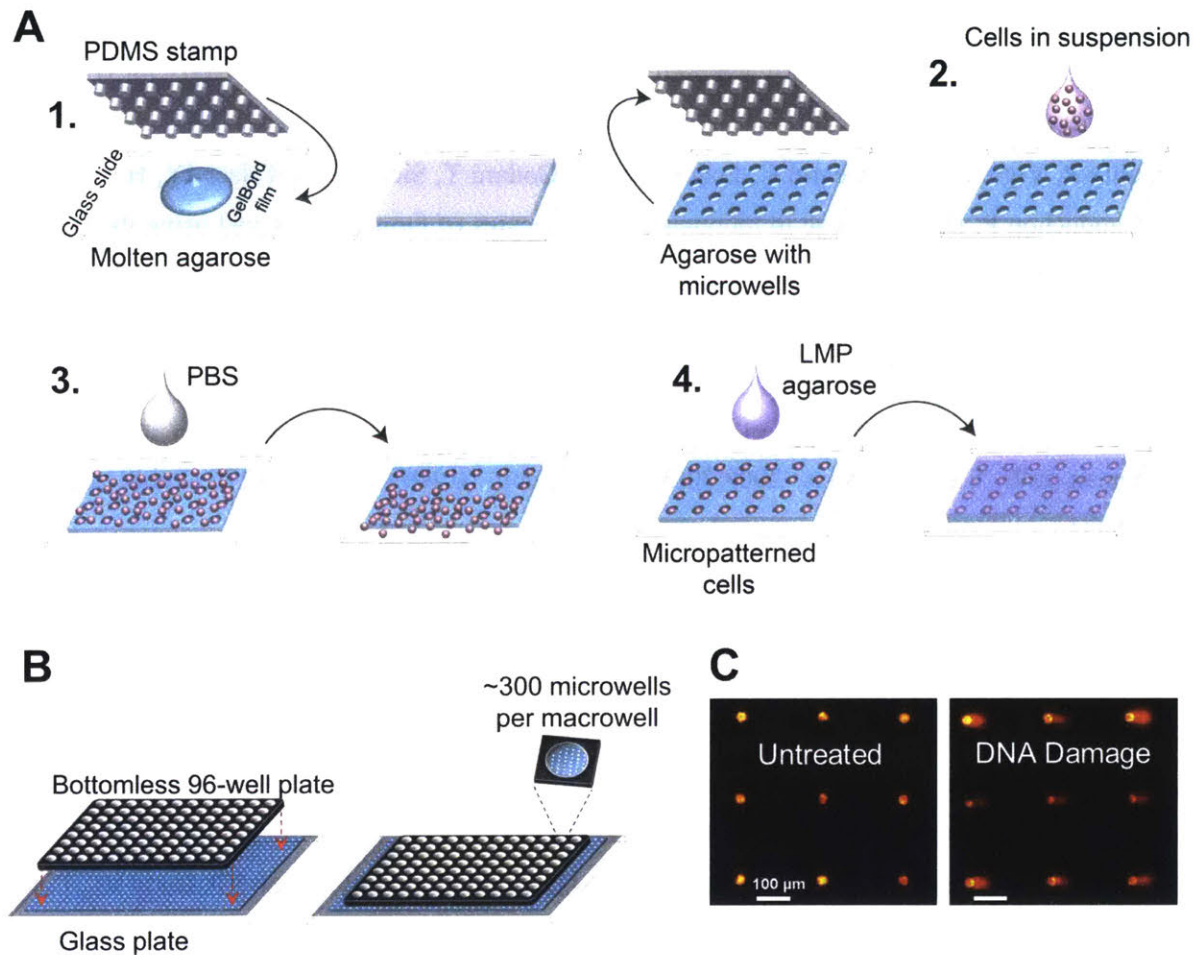 A
PDMS stamp
1.
Glass slide
GelBond
film
Molten agarose
Agarose with
microwells
Cells in suspension
2.
3.
PBS
4.
LMP
agarose
Micropatterned
cells
B
Bottomless 96-well plate
Glass plate
~300 microwells
per macrowell
C
Untreated
100 μm
DNA Damage